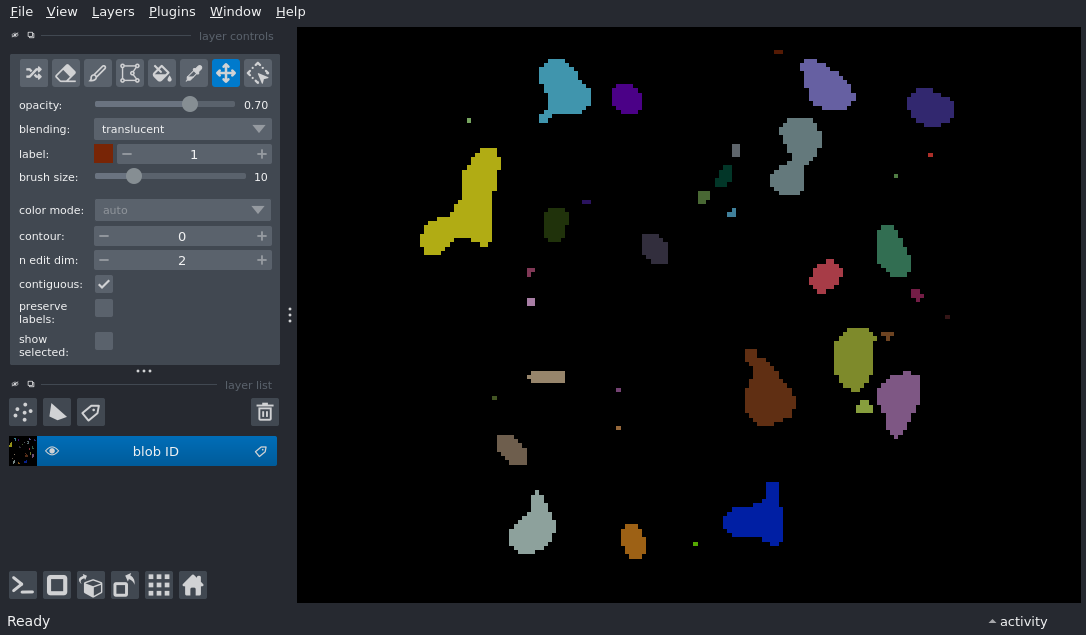 File View Layers Plugins Window Help
layer controls
opacity: 0.70
blending: translucent
label: 1
brush size: 10
color mode: auto
contour: 0
n edit dim: 2
contiguous:
preserve
labels:
show
selected:
layer list
blob ID
Ready
activity